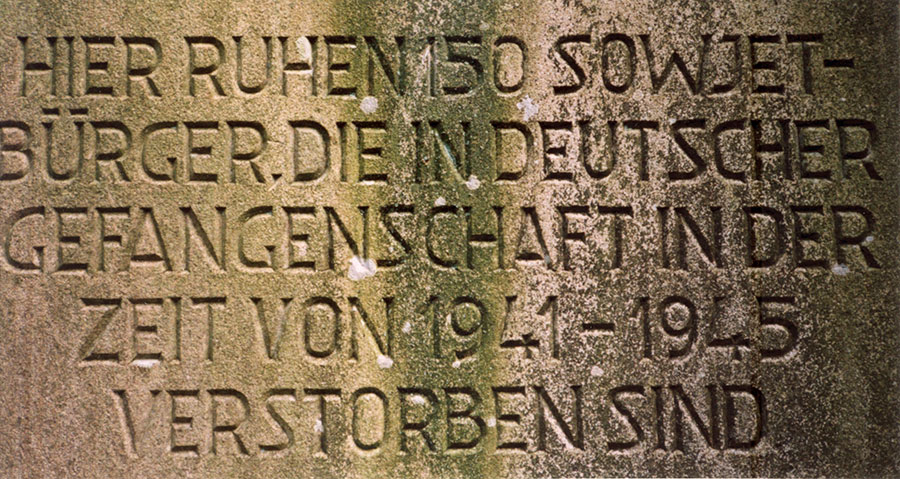 HIER RUHEN 150 SOWJET-
BÜRGER, DIE IN DEUTSCHER
GEFANGENSCHAFT IN DER
ZEIT VON 1941 - 1945
VERSTORBEN SIND.